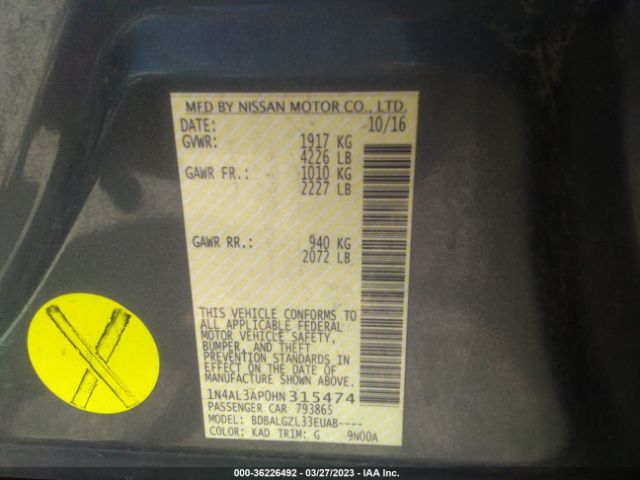 MFD BY NISSAN MOTOR CO., LTD.
DATE: 10/16
GVWR: 1917 KG
4226 LB
GAWR FR.: 1010 KG
2227 LB
GAWR RR.: 940 KG
2072 LB
THIS VEHICLE CONFORMS TO
ALL APPLICABLE FEDERAL
MOTOR VEHICLE SAFETY,
BUMPER, AND THEFT
PREVENTION STANDARDS IN
EFFECT ON THE DATE OF
MANUFACTURE SHOWN ABOVE.
1N4AL3AP0HN315474
PASSENGER CAR 793865
MODEL: BDBALGZL33EUAB----
COLOR: KAD TRIM: G 9N00A
000-36226492 - 03/27/2023 - IAA Inc.